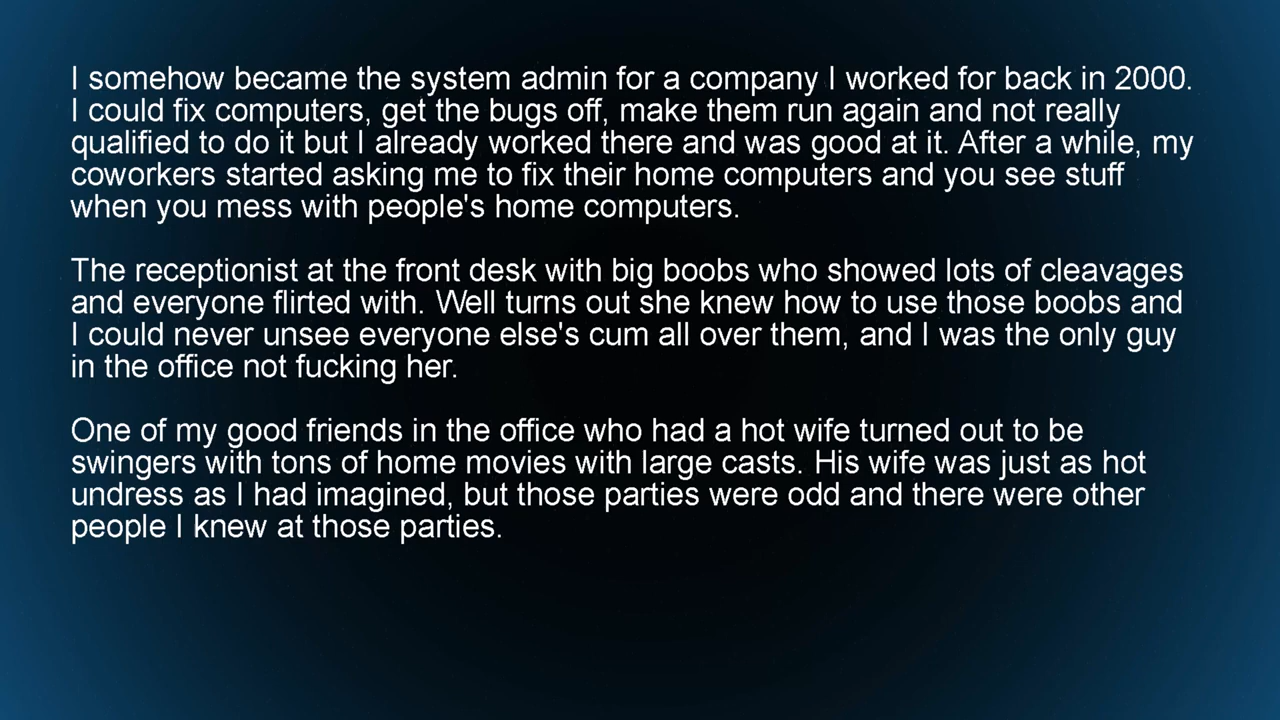 I somehow became the system admin for a company I worked for back in 2000.
I could fix computers, get the bugs off, make them run again and not really
qualified to do it but I already worked there and was good at it. After a while, my
coworkers started asking me to fix their home computers and you see stuff
when you mess with people's home computers.
The receptionist at the front desk with big boobs who showed lots of cleavages
and everyone flirted with. Well turns out she knew how to use those boobs and
I could never unsee everyone else's cum all over them, and I was the only guy
in the office not fucking her.
One of my good friends in the office who had a hot wife turned out to be
swingers with tons of home movies with large casts. His wife was just as hot
undress as I had imagined, but those parties were odd and there were other
people I knew at those parties.